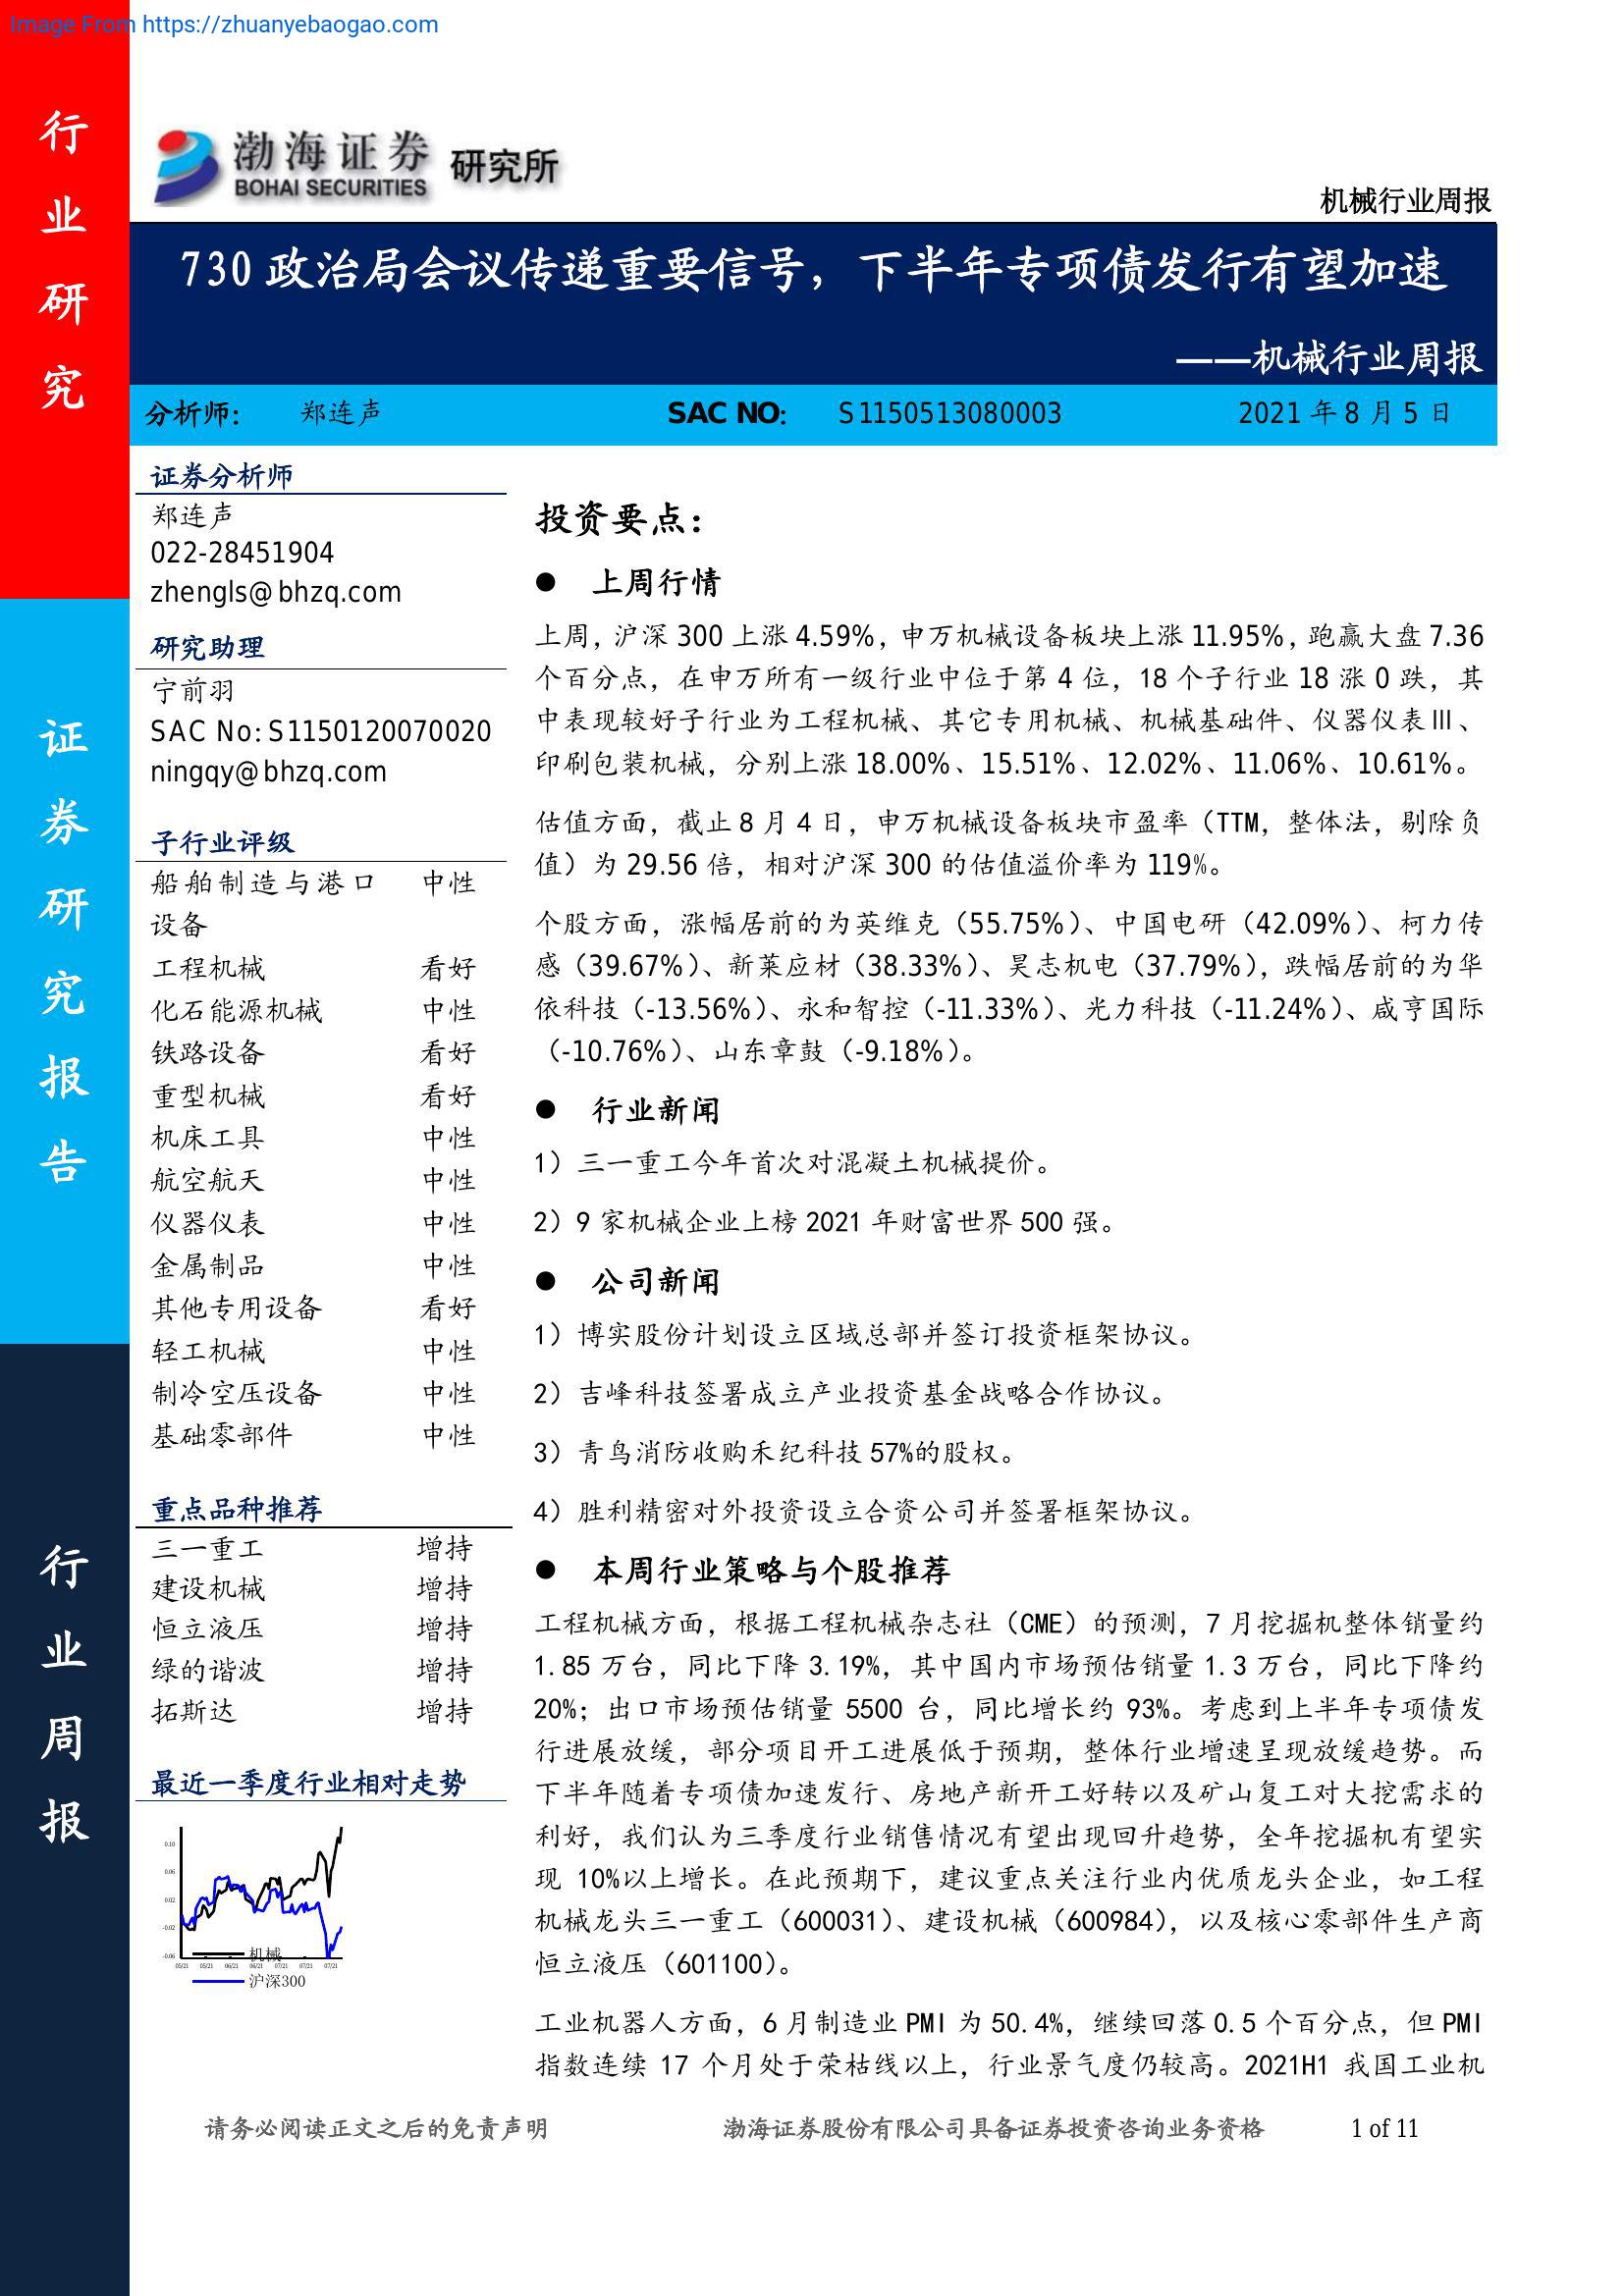 Image From https://zhuanyebaogao.com
行业研究
证券研究报告
行业周报
渤海证券 研究所
BOHAI SECURITIES
机械行业周报
730 政治局会议传递重要信号，下半年专项债发行有望加速
——机械行业周报
分析师： 郑连声 SAC NO： S1150513080003 2021 年 8 月 5 日
证券分析师
郑连声
022-28451904
zhengls@bhzq.com
研究助理
宁前羽
SAC No:S1150120070020
ningqy@bhzq.com
子行业评级
船舶制造与港口 中性
设备
工程机械 看好
化石能源机械 中性
铁路设备 看好
重型机械 看好
机床工具 中性
航空航天 中性
仪器仪表 中性
金属制品 中性
其他专用设备 看好
轻工机械 中性
制冷空压设备 中性
基础零部件 中性
重点品种推荐
三一重工 增持
建设机械 增持
恒立液压 增持
绿的谐波 增持
拓斯达 增持
最近一季度行业相对走势
0.10
0.06
0.02
-0.02
-0.06
05/21 05/21 06/21 06/21 07/21 07/21 07/21
机械
沪深300
投资要点：
● 上周行情
上周，沪深 300 上涨 4.59%，申万机械设备板块上涨 11.95%，跑赢大盘 7.36
个百分点，在申万所有一级行业中位于第 4 位，18 个子行业 18 涨 0 跌，其
中表现较好子行业为工程机械、其它专用机械、机械基础件、仪器仪表Ⅲ、
印刷包装机械，分别上涨 18.00%、15.51%、12.02%、11.06%、10.61%。
估值方面，截止 8 月 4 日，申万机械设备板块市盈率（TTM，整体法，剔除负
值）为 29.56 倍，相对沪深 300 的估值溢价率为 119%。
个股方面，涨幅居前的为英维克（55.75%）、中国电研（42.09%）、柯力传
感（39.67%）、新莱应材（38.33%）、昊志机电（37.79%），跌幅居前的为华
依科技（-13.56%）、永和智控（-11.33%）、光力科技（-11.24%）、咸亨国际
（-10.76%）、山东章鼓（-9.18%）。
● 行业新闻
1）三一重工今年首次对混凝土机械提价。
2）9 家机械企业上榜 2021 年财富世界 500 强。
● 公司新闻
1）博实股份计划设立区域总部并签订投资框架协议。
2）吉峰科技签署成立产业投资基金战略合作协议。
3）青鸟消防收购禾纪科技 57%的股权。
4）胜利精密对外投资设立合资公司并签署框架协议。
● 本周行业策略与个股推荐
工程机械方面，根据工程机械杂志社（CME）的预测，7 月挖掘机整体销量约
1.85 万台，同比下降 3.19%，其中国内市场预估销量 1.3 万台，同比下降约
20%；出口市场预估销量 5500 台，同比增长约 93%。考虑到上半年专项债发
行进展放缓，部分项目开工进展低于预期，整体行业增速呈现放缓趋势。而
下半年随着专项债加速发行、房地产新开工好转以及矿山复工对大挖需求的
利好，我们认为三季度行业销售情况有望出现回升趋势，全年挖掘机有望实
现 10%以上增长。在此预期下，建议重点关注行业内优质龙头企业，如工程
机械龙头三一重工（600031）、建设机械（600984），以及核心零部件生产商
恒立液压（601100）。
工业机器人方面，6 月制造业 PMI 为 50.4%，继续回落 0.5 个百分点，但 PMI
指数连续 17 个月处于荣枯线以上，行业景气度仍较高。2021H1 我国工业机
请务必阅读正文之后的免责声明 渤海证券股份有限公司具备证券投资咨询业务资格 1 of 11